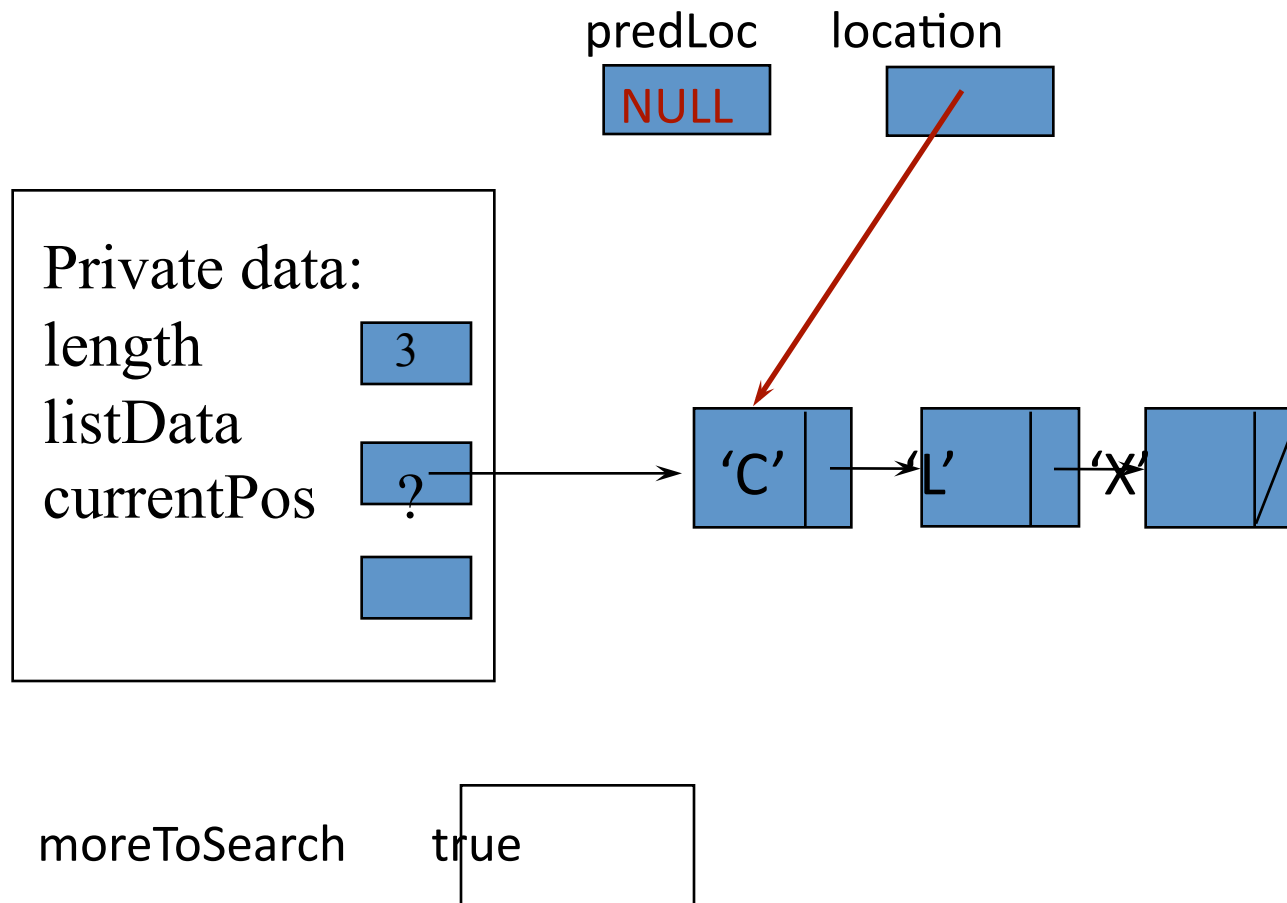 predLoc location
NULL
Private data:
length 3
listData
currentPos ?
‘C’ ‘L’ ‘X’
moreToSearch true